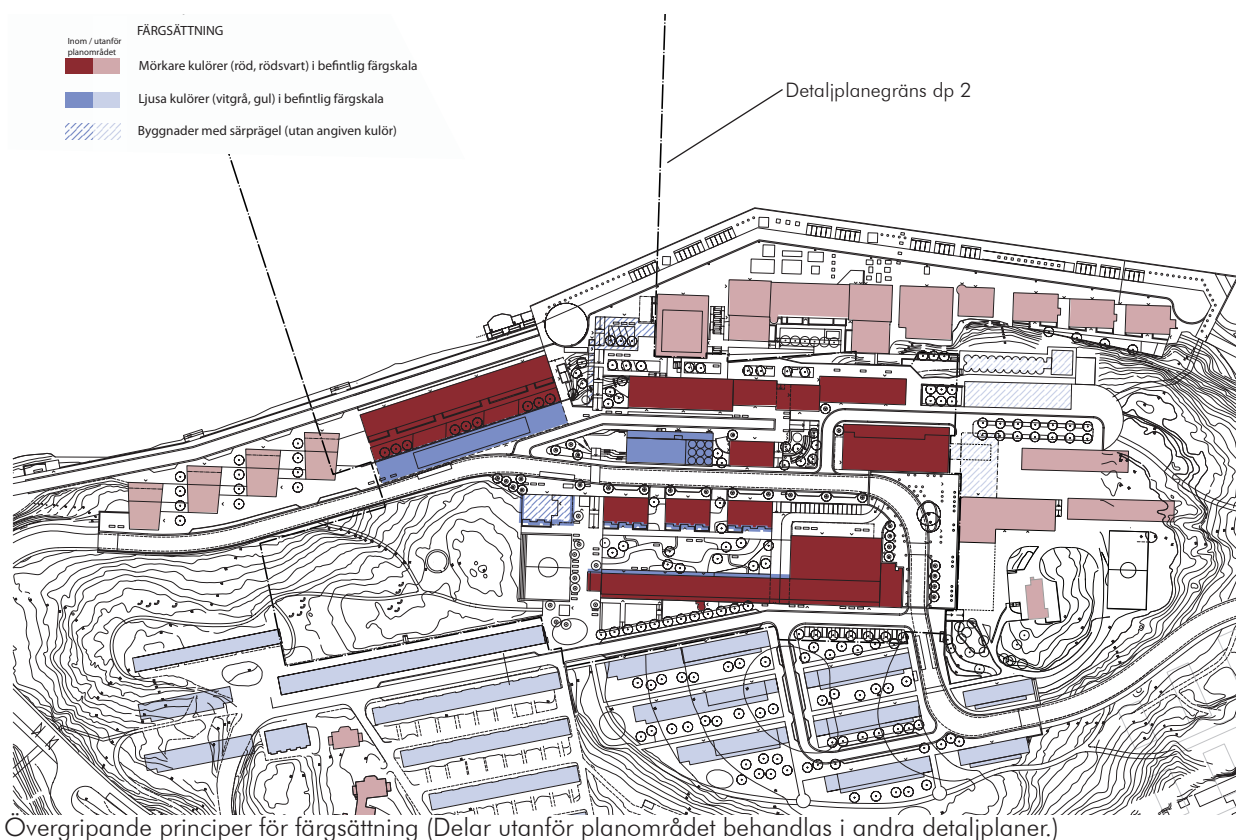 FÄRGSÄTTNING
Inom / utanför
planområdet
Mörkare kulörer (röd, rödsvart) i befintlig färgskala
Ljusa kulörer (vitgrå, gul) i befintlig färgskala
Byggnader med särprägel (utan angiven kulör)
Detaljplanegräns dp 2
Övergripande principer för färgsättning (Delar utanför planområdet behandlas i andra detaljplaner.)